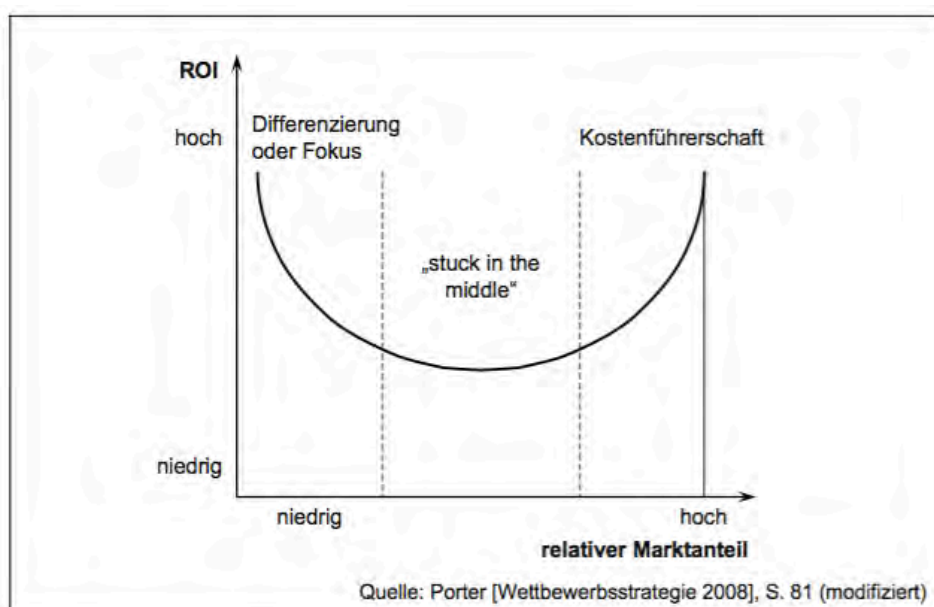 ROI
hoch
Differenzierung
oder Fokus
Kostenführerschaft
„stuck in the
middle“
niedrig
niedrig
hoch
relativer Marktanteil
Quelle: Porter [Wettbewerbsstrategie 2008], S. 81 (modifiziert)